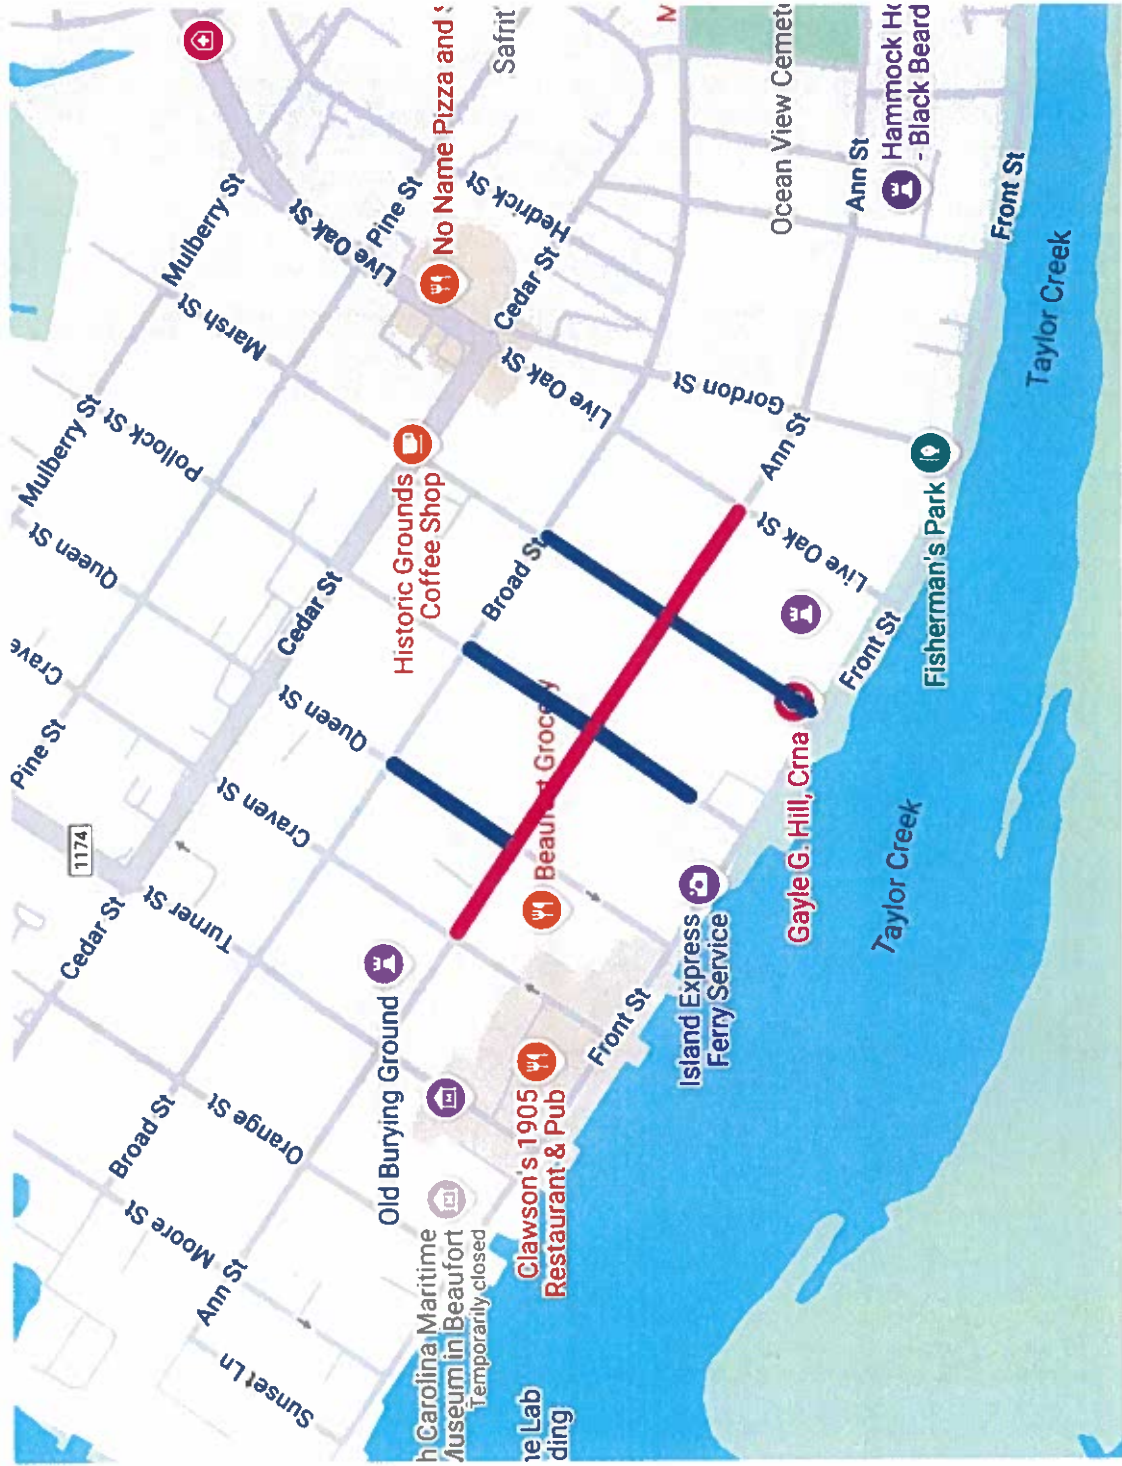 No Name Pizza and
Safrit
Ocean View Cemet
Hammock Ho
- Black Beard
Ann St
Front St
Taylor Creek
Mulberry St
Live Oak St
Pine St
Hedrick St
Cedar St
Marsh St
Live Oak St
Gordon St
Ann St
Mulberry St
Pollock St
Queen St
Historic Grounds
Coffee Shop
Broad St
Live Oak St
Fisherman's Park
Front St
Crave
Pine St
Cedar St
Queen St
Craven St
Gayle G. Hill, Crna
Taylor Creek
1174
Cedar St
Turner St
Island Express
Ferry Service
Front St
Old Burying Ground
Clawson's 1905
Restaurant & Pub
Broad St
Orange St
Moore St
Ann St
Sunset Ln
h Carolina Maritime
Museum in Beaufort
Temporarily closed
ne Lab
ding